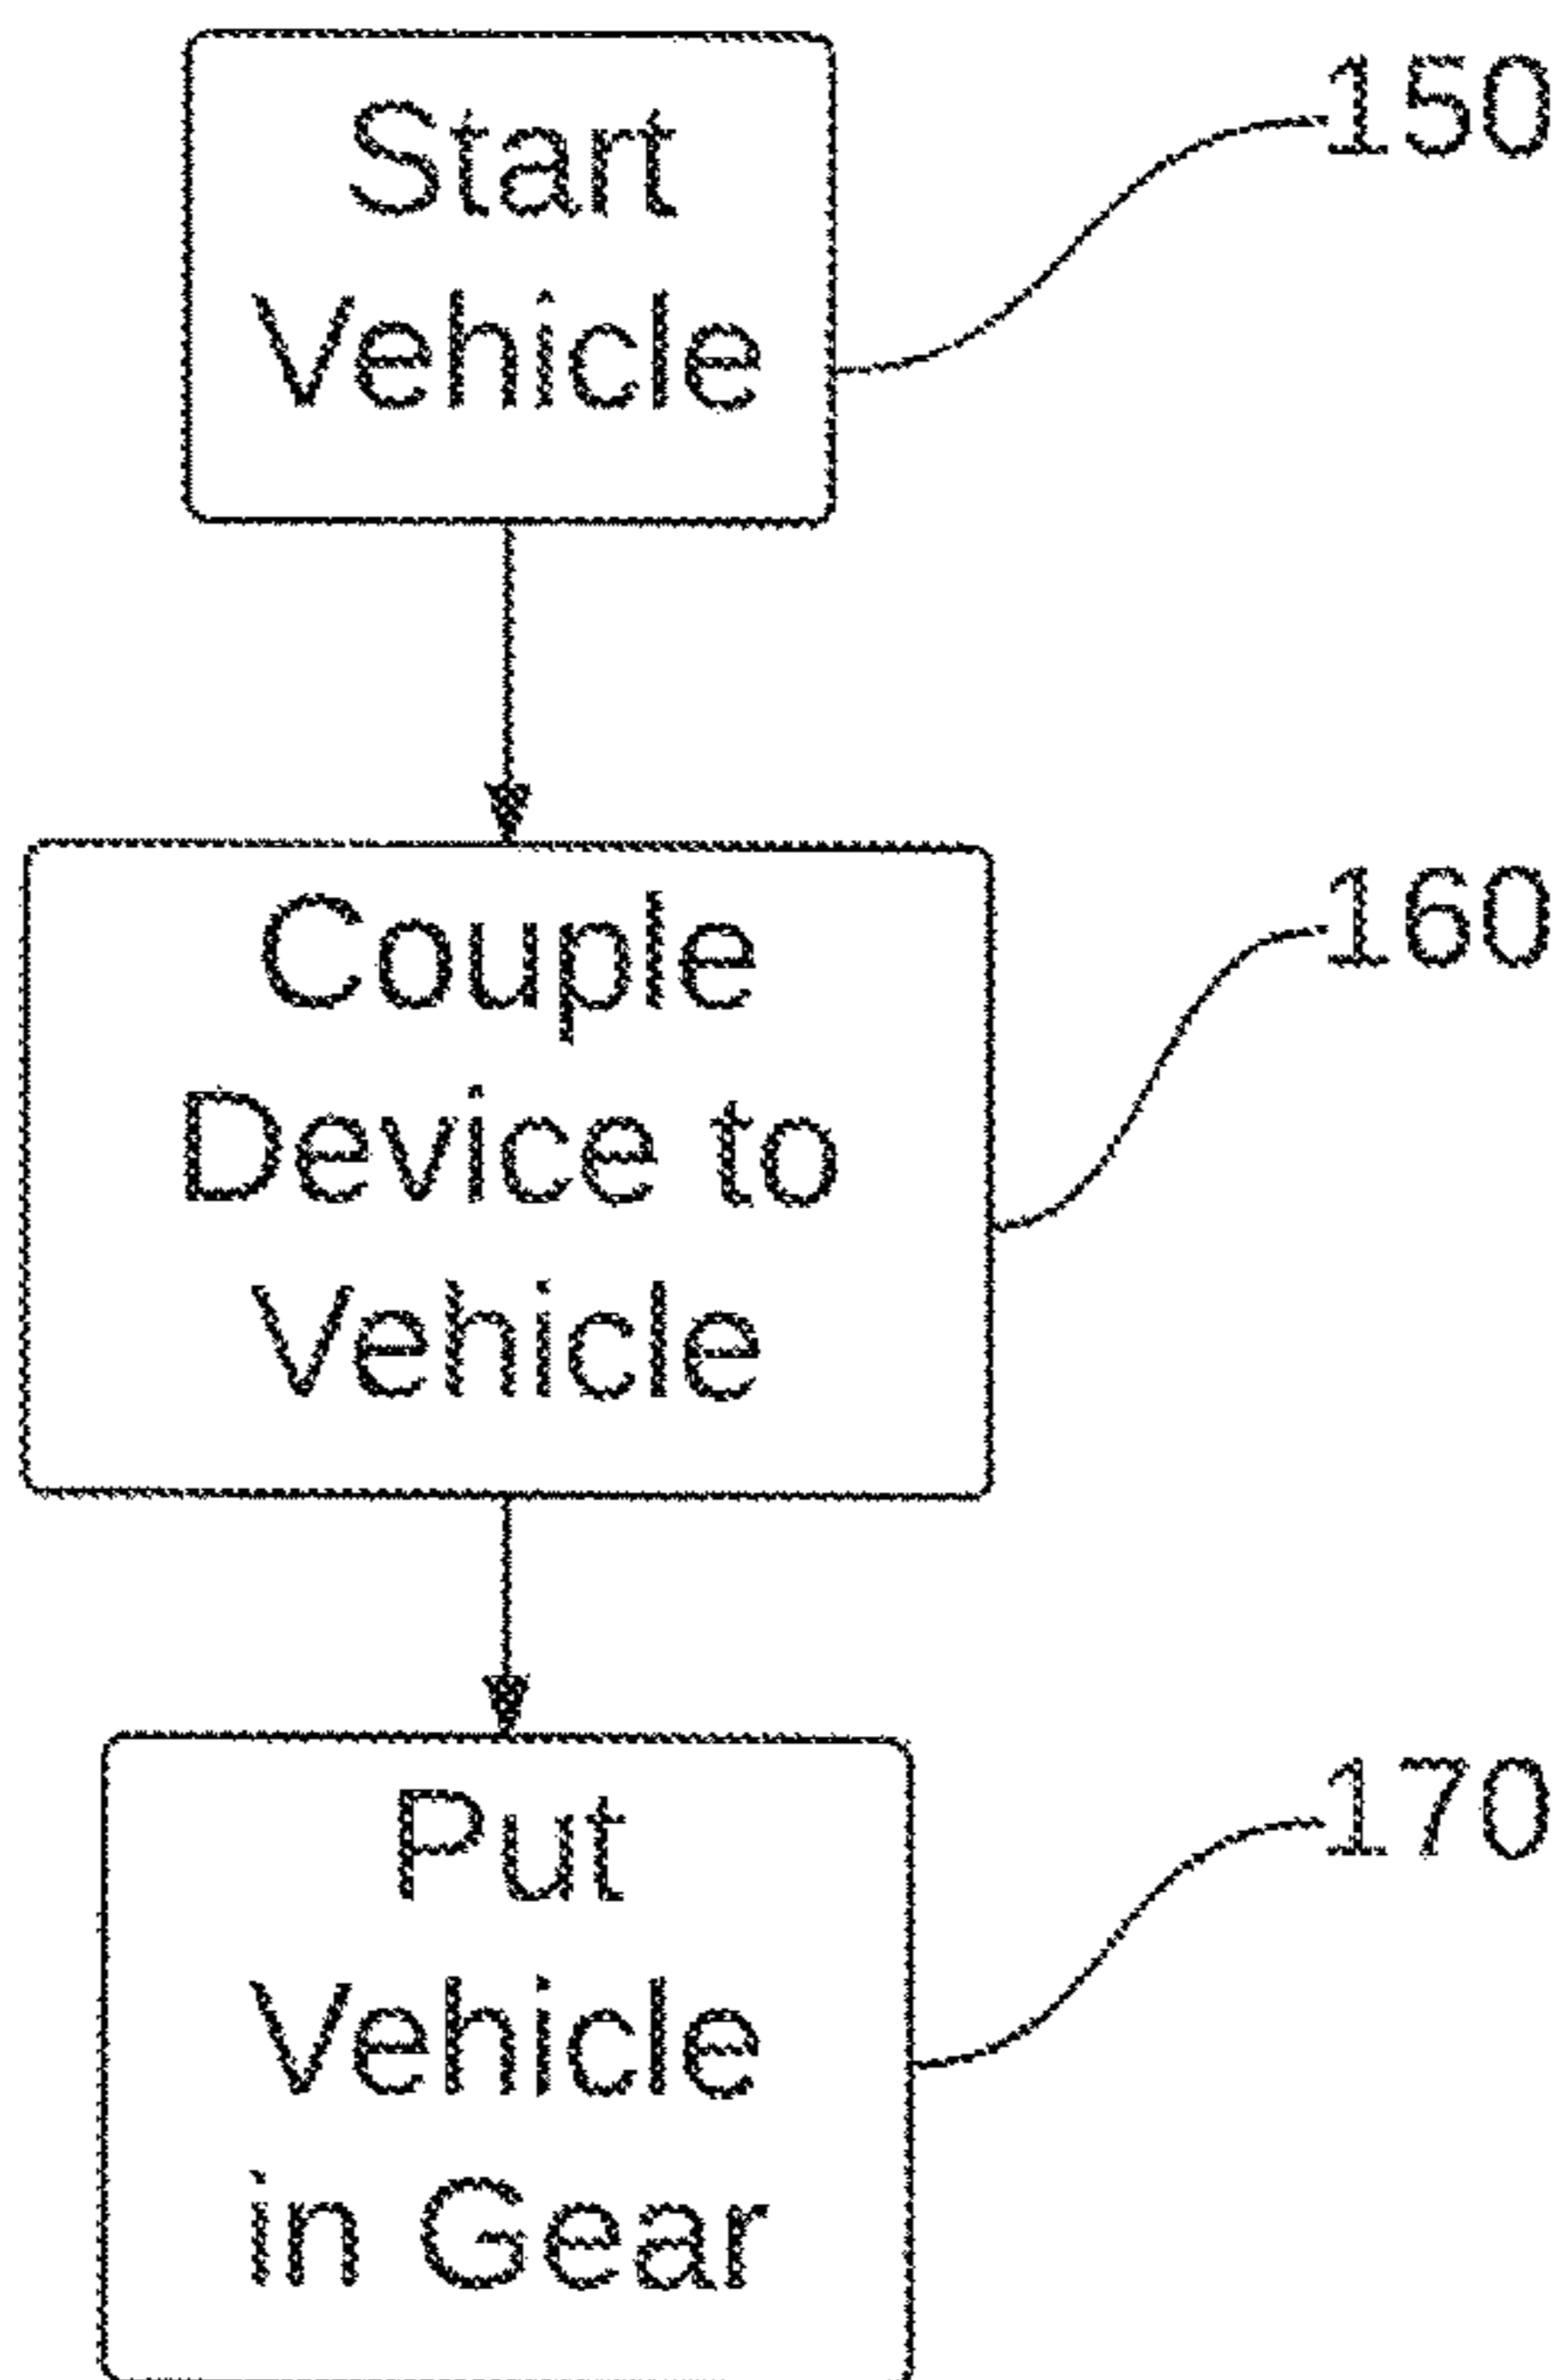 Start
Vehicle
150
Couple
Device to
Vehicle
160
Put
Vehicle
in Gear
170